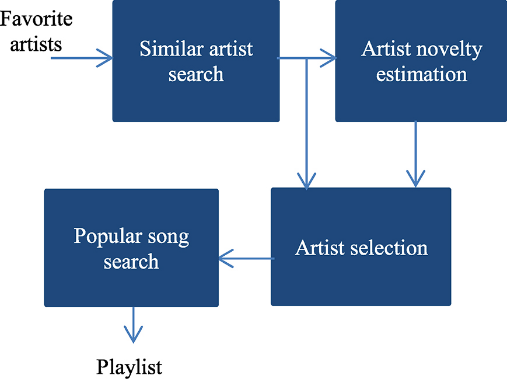 Favorite
artists
Similar artist
search
Artist novelty
estimation
Popular song
search
Artist selection
Playlist